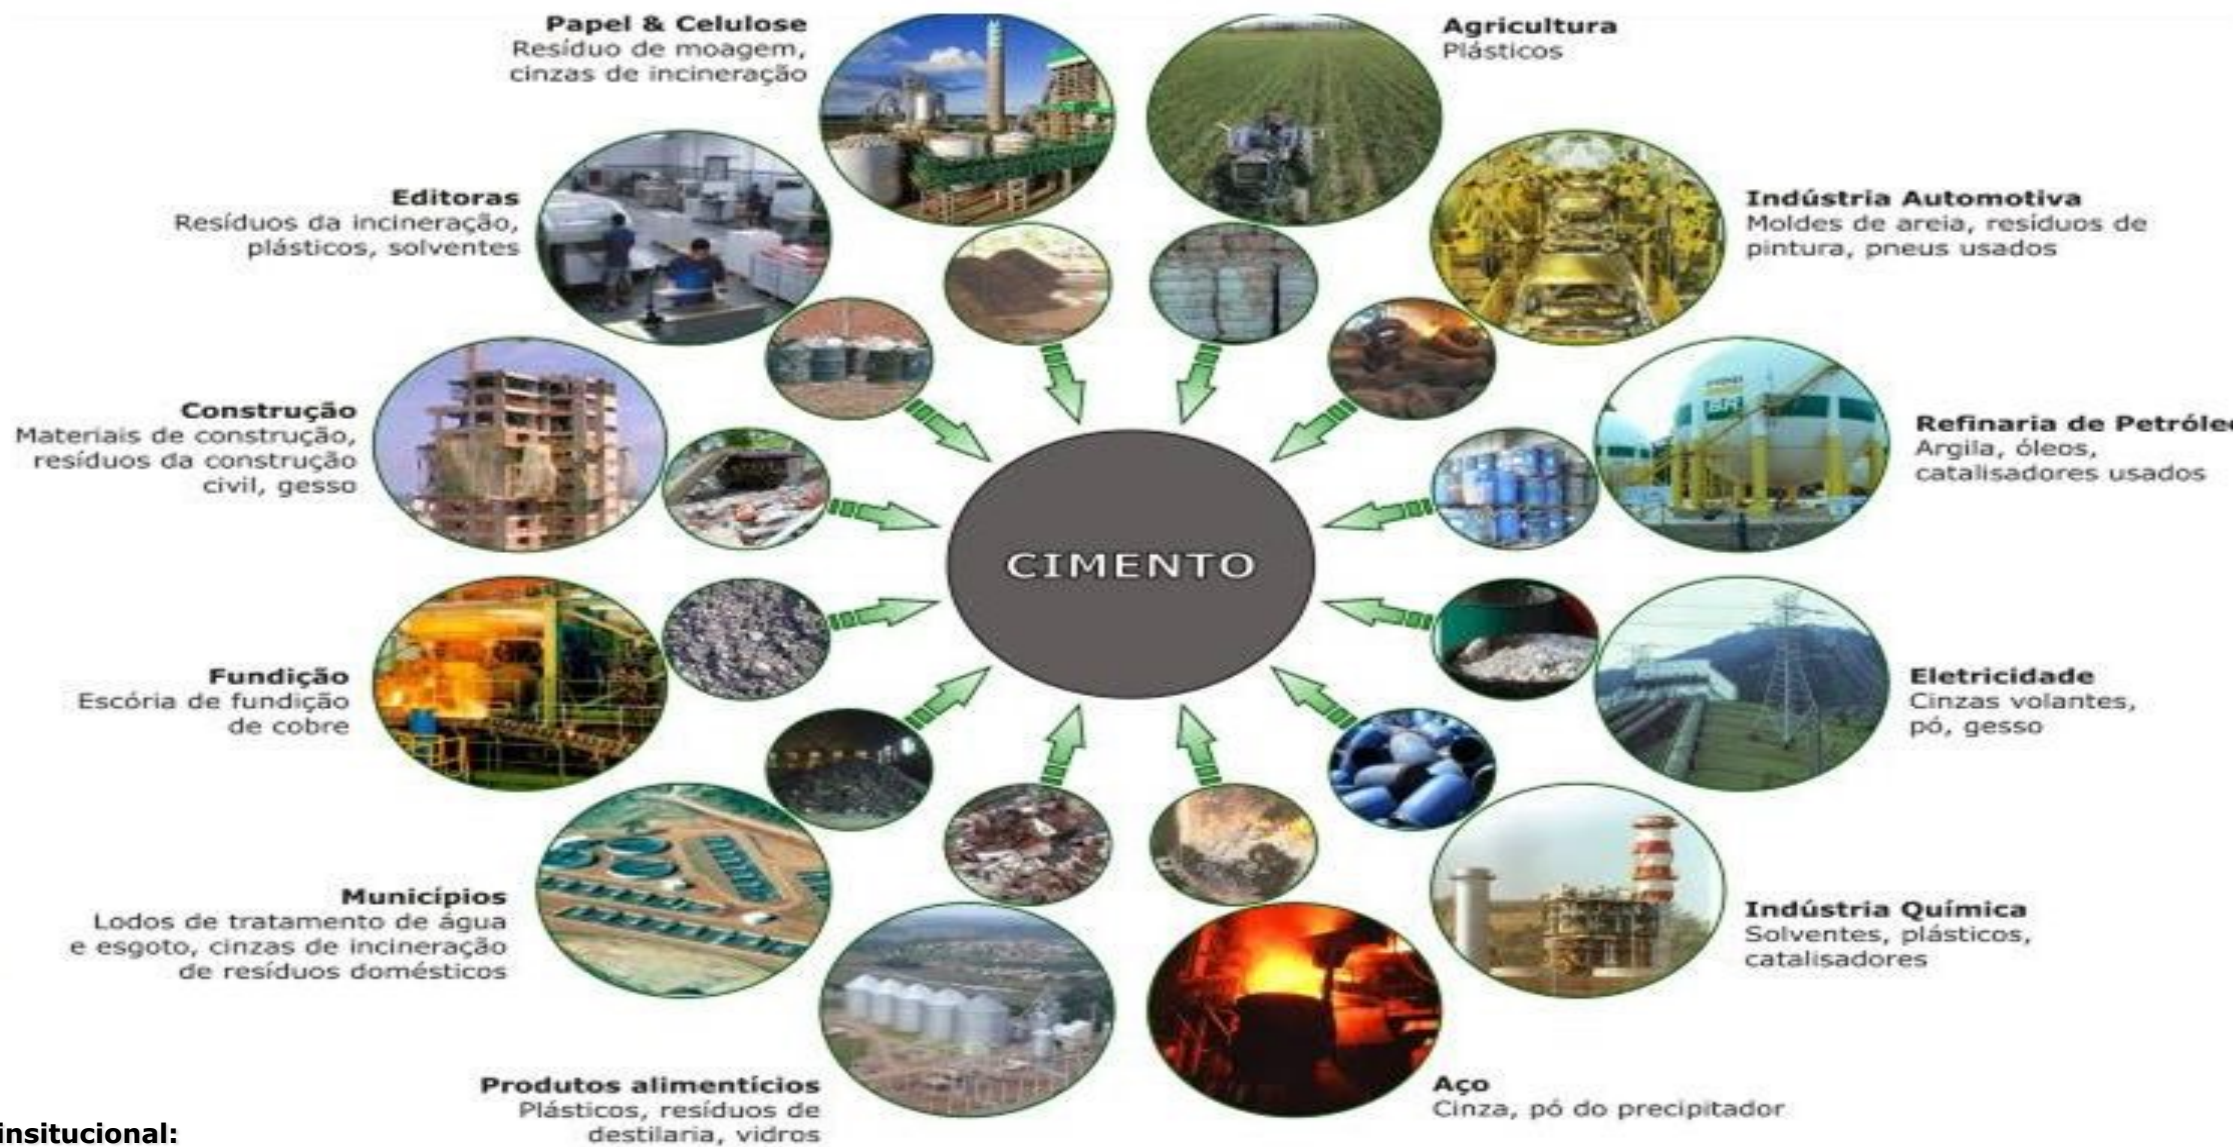 Papel & Celulose
Resíduo de moagem,
cinzas de incineração
Agricultura
Plásticos
Editoras
Resíduos da incineração,
plásticos, solventes
Indústria Automotiva
Moldes de areia, resíduos de
pintura, pneus usados
Construção
Materiais de construção,
resíduos da construção
civil, gesso
Refinaria de Petróle
Argila, óleos,
catalisadores usados
BR
CIMENTO
Fundição
Escória de fundição
de cobre
Eletricidade
Cinzas volantes,
pó, gesso
Municípios
Lodos de tratamento de água
e esgoto, cinzas de incineração
de resíduos domésticos
Indústria Química
Solventes, plásticos,
catalisadores
Produtos alimentícios
Plásticos, resíduos de
destilaria, vidros
Aço
Cinza, pó do precipitador
insitucional: